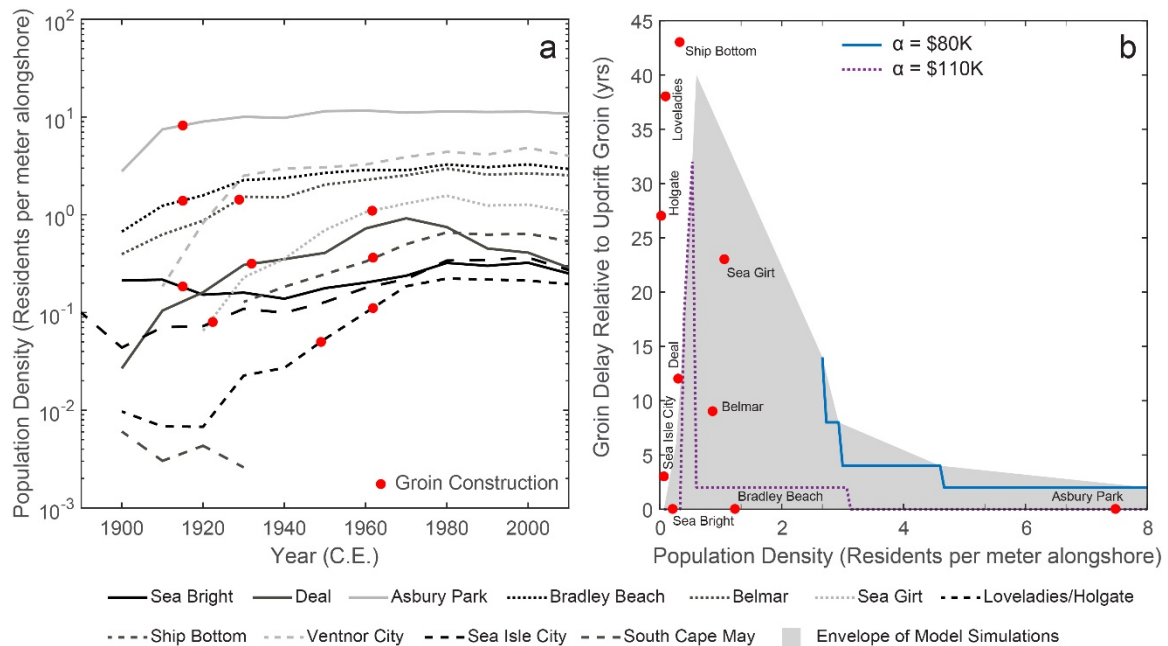 a
Population Density (Residents per meter alongshore)
10²
10¹
10⁰
10⁻¹
10⁻²
10⁻³
Groin Construction
1900 1920 1940 1960 1980 2000
Year (C.E.)
b
Groin Delay Relative to Updrift Groin (yrs)
45
40
35
30
25
20
15
10
5
0
α = $80K
α = $110K
Ship Bottom
Loveladies
Holgate
Sea Girt
Deal
Belmar
Sea Isle City
Sea Bright
Bradley Beach
Asbury Park
0 2 4 6 8
Population Density (Residents per meter alongshore)
Sea Bright Deal Asbury Park Bradley Beach Belmar Sea Girt Loveladies/Holgate
Ship Bottom Ventnor City Sea Isle City South Cape May Envelope of Model Simulations